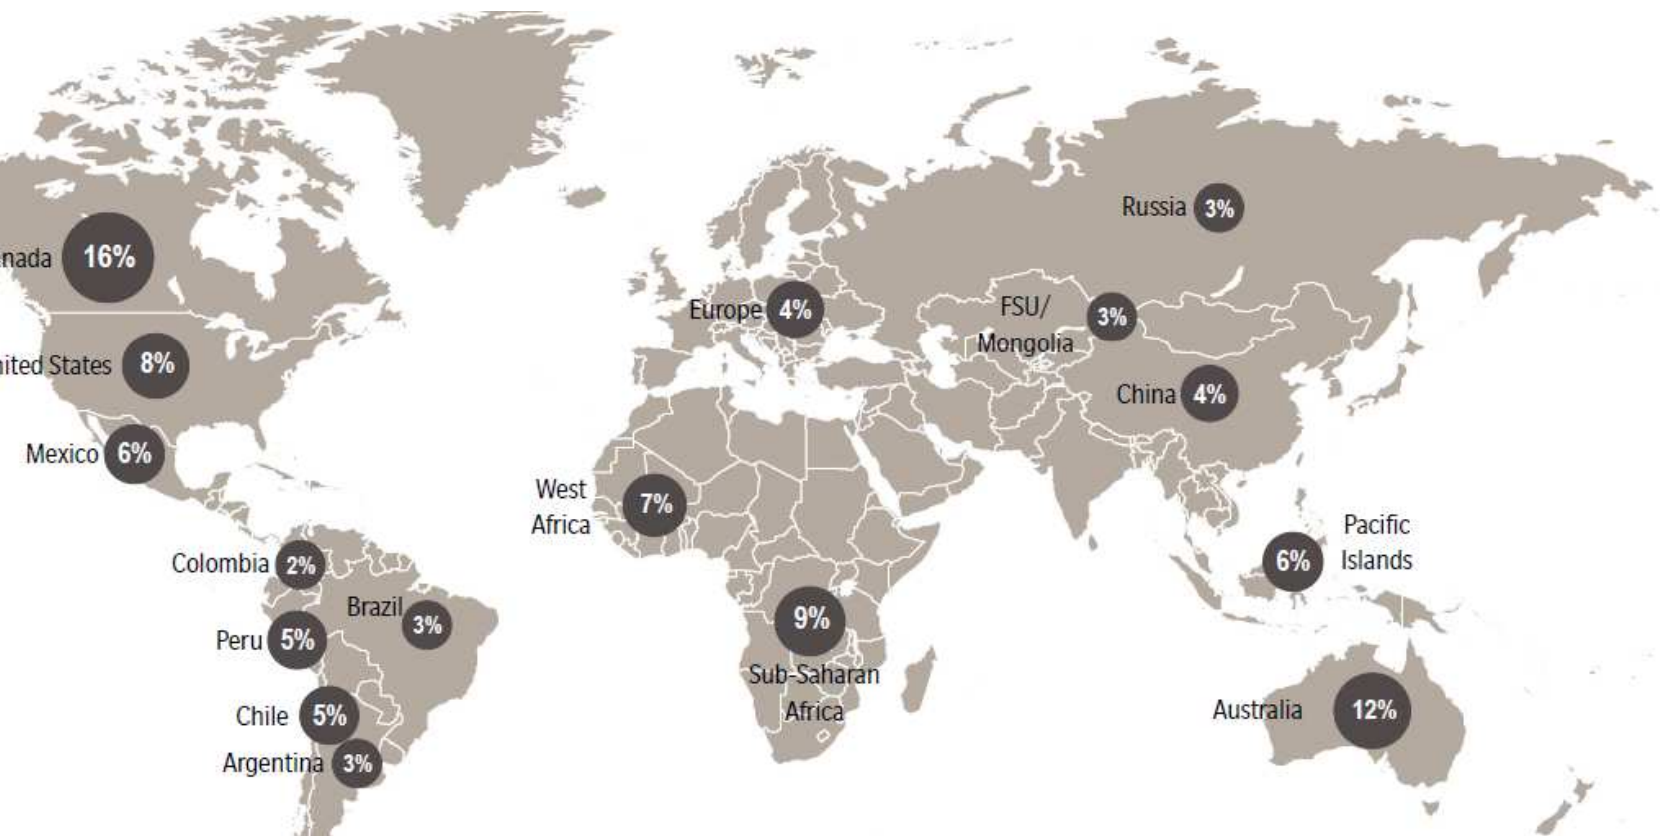 Russia 3%
nada 16%
Europe 4%
FSU/
Mongolia 3%
nited States 8%
China 4%
Mexico 6%
West
Africa 7%
Pacific
Islands 6%
Colombia 2%
Brazil 3%
Peru 5%
9%
Sub-Saharan
Africa
Chile 5%
Australia 12%
Argentina 3%